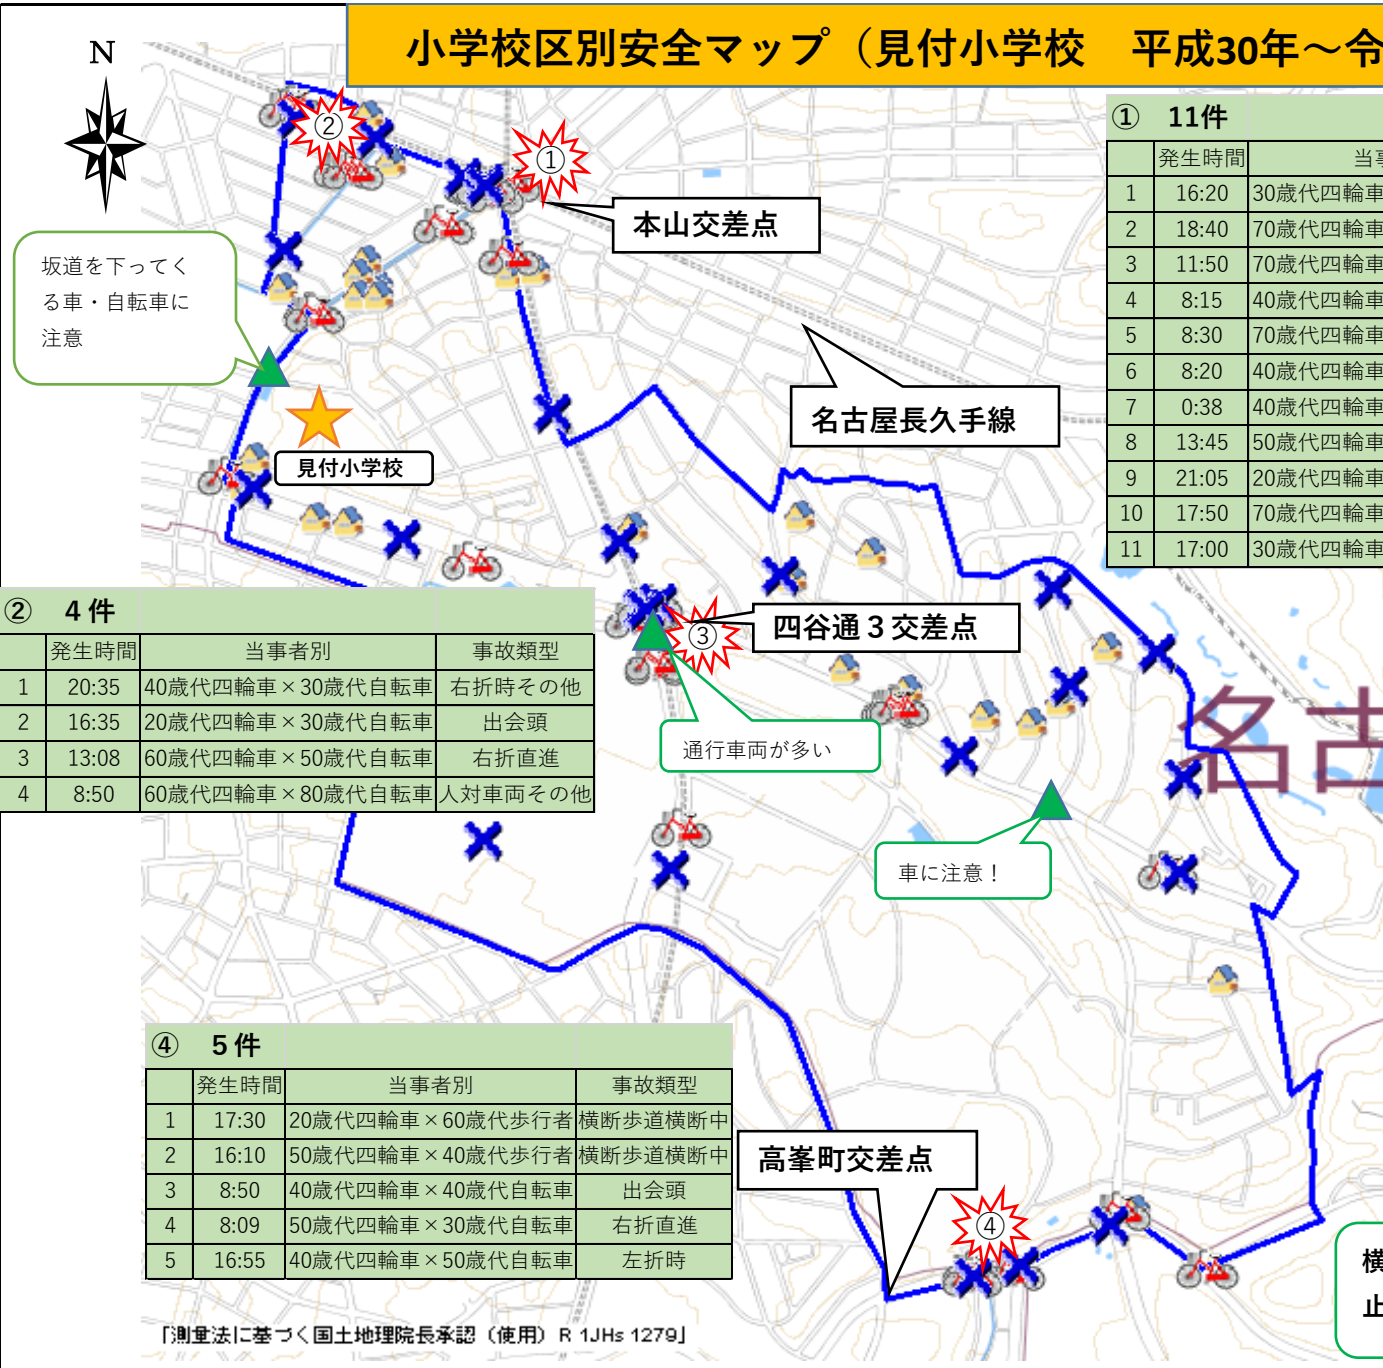 小学校区別安全マップ（見付小学校　平成30年～令
N
① 11件
発生時間 当事
1 16:20 30歳代四輪車
2 18:40 70歳代四輪車
3 11:50 70歳代四輪車
4 8:15 40歳代四輪車
5 8:30 70歳代四輪車
6 8:20 40歳代四輪車
7 0:38 40歳代四輪車
8 13:45 50歳代四輪車
9 21:05 20歳代四輪車
10 17:50 70歳代四輪車
11 17:00 30歳代四輪車
②
①
本山交差点
坂道を下ってく
る車・自転車に
注意
名古屋長久手線
見付小学校
② 4件
発生時間 当事者別 事故類型
1 20:35 40歳代四輪車×30歳代自転車 右折時その他
2 16:35 20歳代四輪車×30歳代自転車 出会頭
3 13:08 60歳代四輪車×50歳代自転車 右折直進
4 8:50 60歳代四輪車×80歳代自転車 人対車両その他
③
四谷通３交差点
通行車両が多い
名古
車に注意！
④ 5件
発生時間 当事者別 事故類型
1 17:30 20歳代四輪車×60歳代歩行者 横断歩道横断中
2 16:10 50歳代四輪車×40歳代歩行者 横断歩道横断中
3 8:50 40歳代四輪車×40歳代自転車 出会頭
4 8:09 50歳代四輪車×30歳代自転車 右折直進
5 16:55 40歳代四輪車×50歳代自転車 左折時
高峯町交差点
④
横
止
「測量法に基づく国土地理院長承認（使用）R 1JHs 1279」